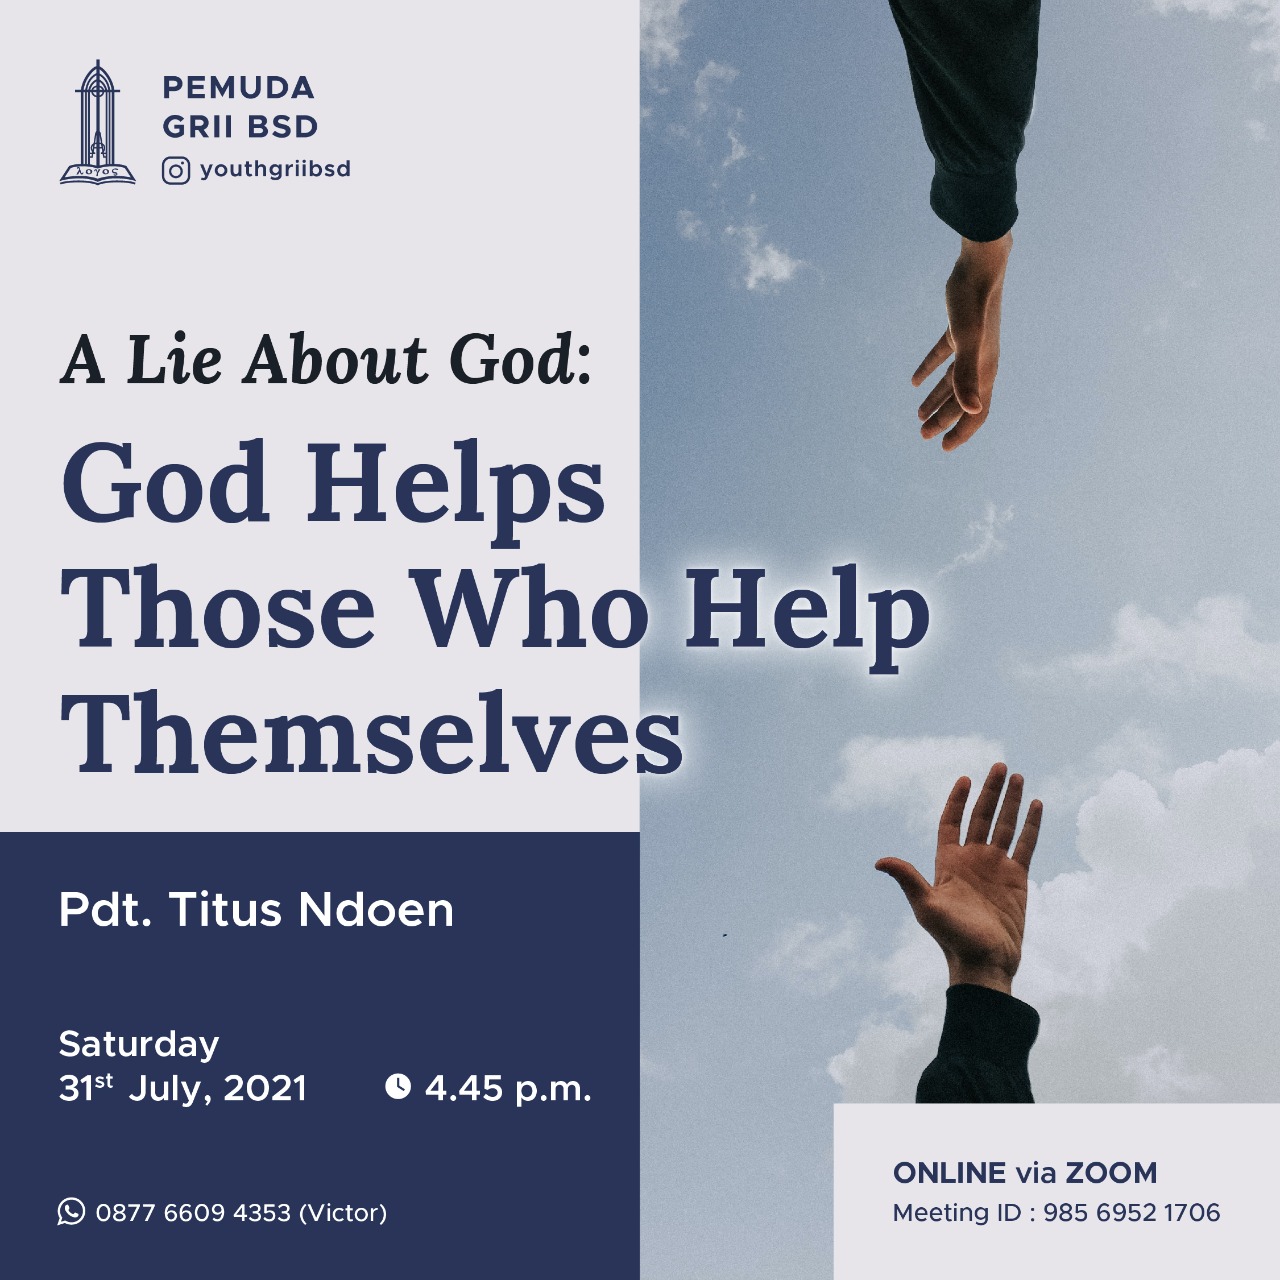 PEMUDA
GRII BSD
youthgriibsd
λογος
A Lie About God:
God Helps
Those Who Help
Themselves
Pdt. Titus Ndoen
Saturday
31st July, 2021
4.45 p.m.
0877 6609 4353 (Victor)
ONLINE via ZOOM
Meeting ID : 985 6952 1706